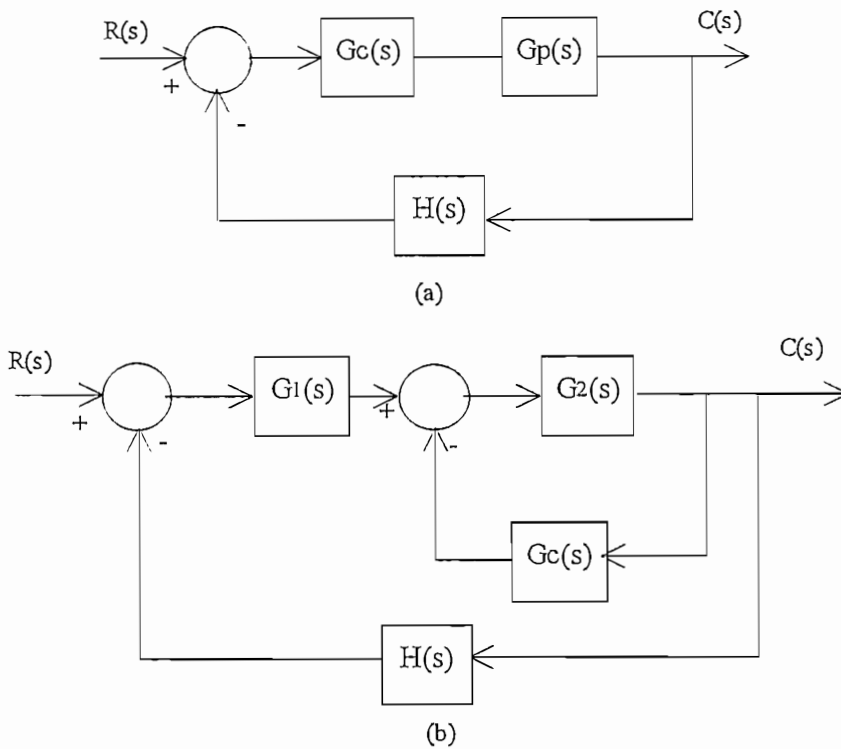 R(s)
C(s)
+
-
Gc(s)
Gp(s)
H(s)
(a)
R(s)
C(s)
+
-
G1(s)
+
-
G2(s)
Gc(s)
H(s)
(b)